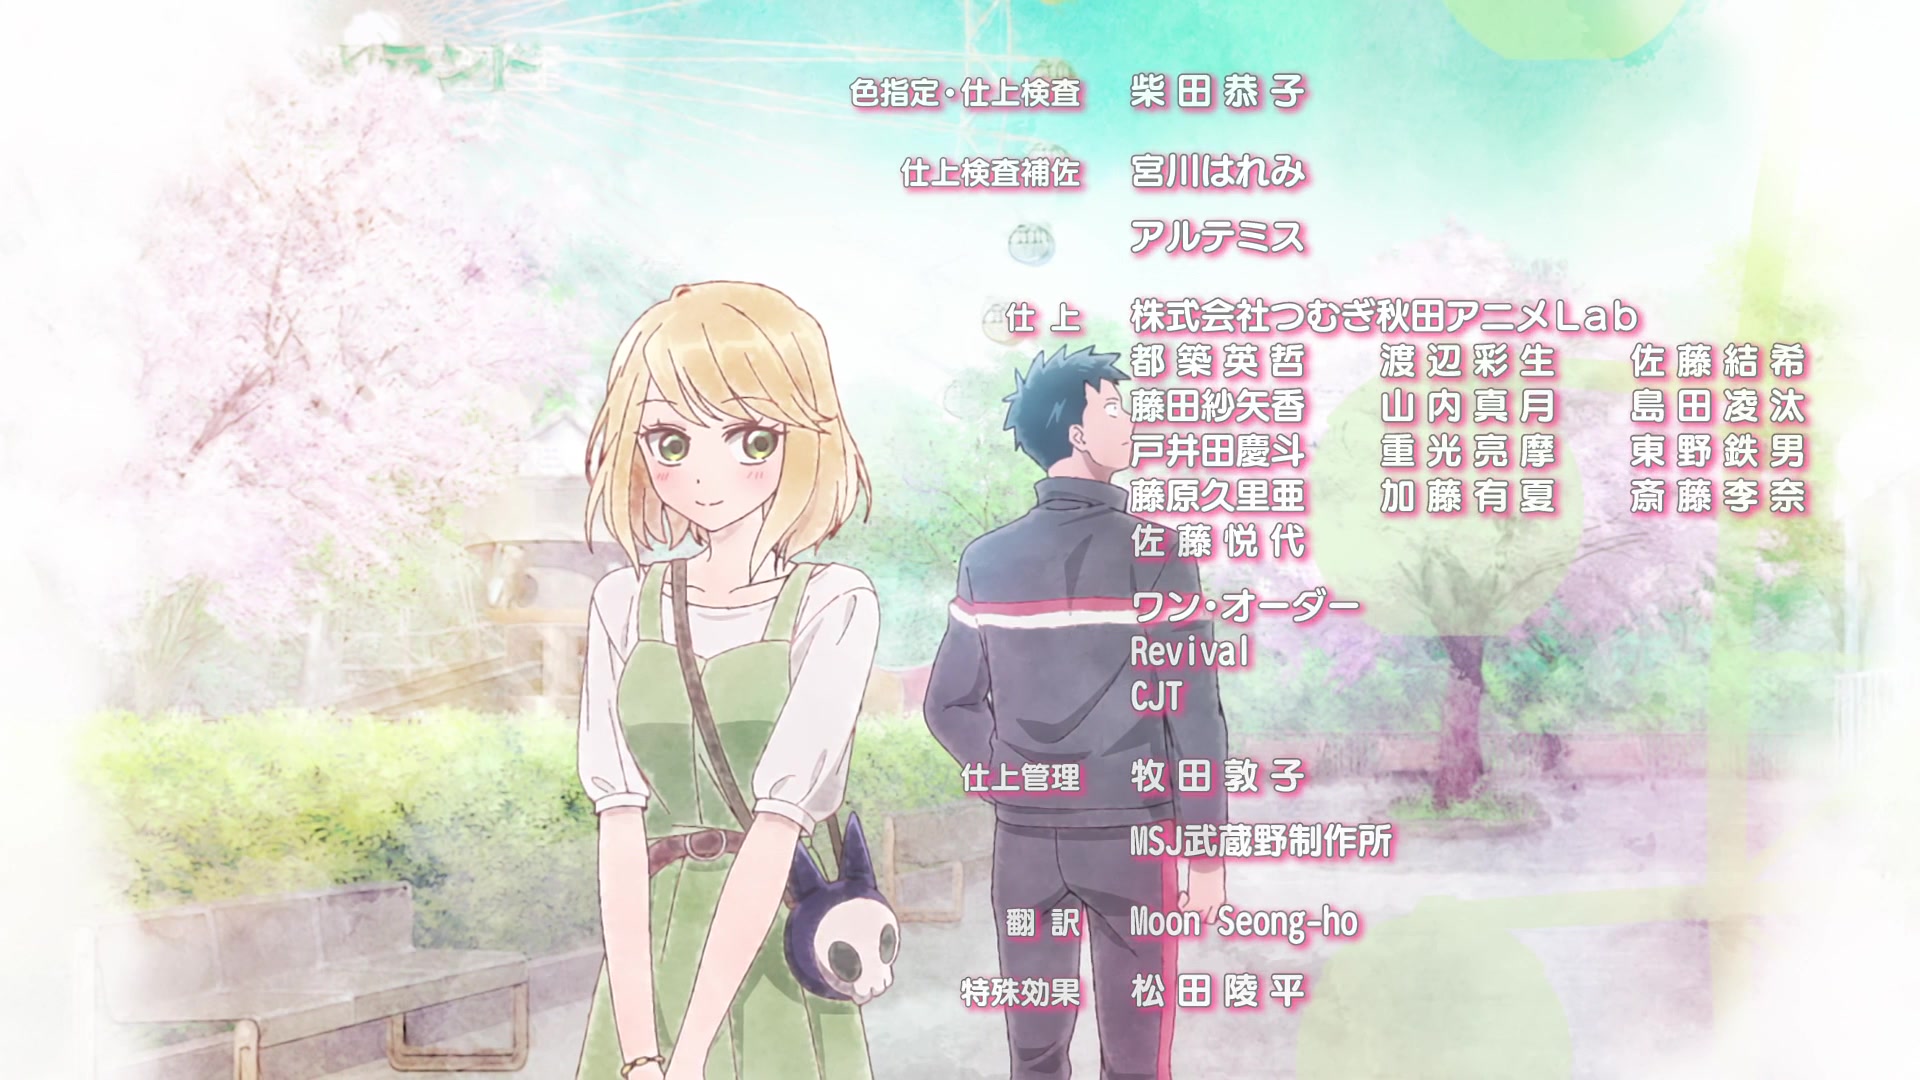 色指定・仕上検査 柴田恭子
仕上検査補佐 宮川はれみ
アルテミス
仕上 株式会社つむぎ秋田アニメLab
都築英哲 渡辺彩生 佐藤結希
藤田紗矢香 山内真月 島田凌汰
戸井田慶斗 重光亮摩 東野鉄男
藤原久里亜 加藤有夏 斎藤李奈
佐藤悦代
ワン・オーダー
Revival
CJT
仕上管理 牧田敦子
MSJ武蔵野制作所
翻訳 Moon Seong-ho
特殊効果 松田陵平